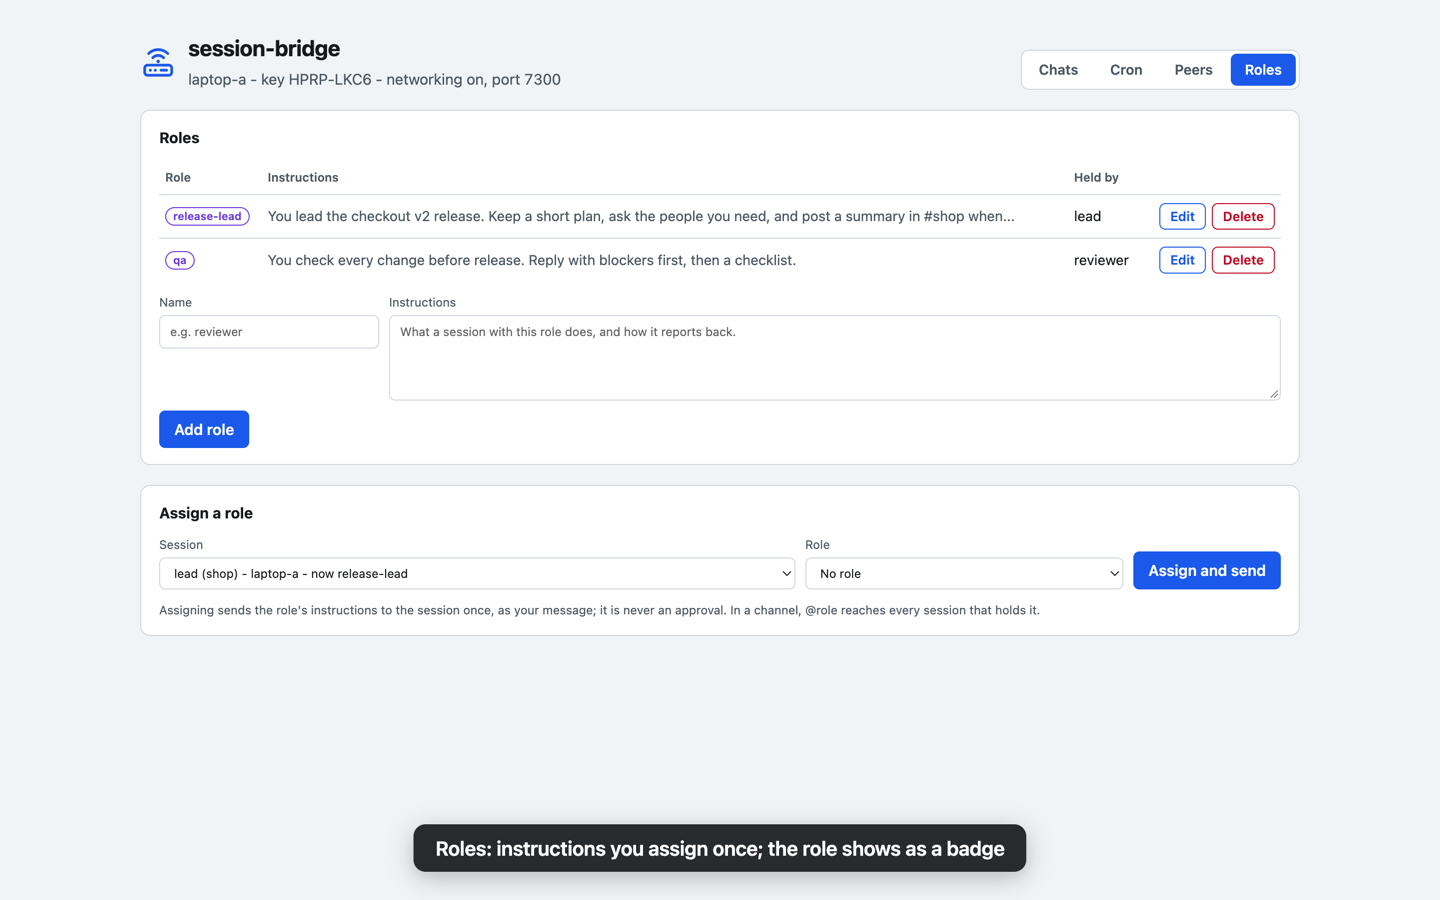 session-bridge
laptop-a - key HPRP-LKC6 - networking on, port 7300
Chats Cron Peers Roles
Roles
Role Instructions Held by
release-lead You lead the checkout v2 release. Keep a short plan, ask the people you need, and post a summary in #shop when... lead Edit Delete
qa You check every change before release. Reply with blockers first, then a checklist. reviewer Edit Delete
Name Instructions
e.g. reviewer What a session with this role does, and how it reports back.
Add role
Assign a role
Session Role
lead (shop) - laptop-a - now release-lead No role Assign and send
Assigning sends the role's instructions to the session once, as your message; it is never an approval. In a channel, @role reaches every session that holds it.
Roles: instructions you assign once; the role shows as a badge